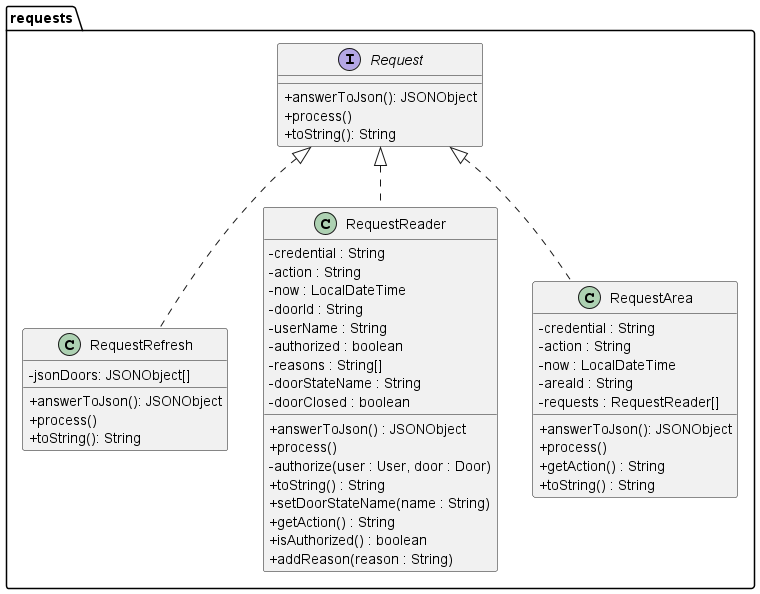 requests
I Request
+answerToJson(): JSONObject
+process()
+toString(): String
C RequestRefresh
-jsonDoors: JSONObject[]
+answerToJson(): JSONObject
+process()
+toString(): String
C RequestReader
-credential : String
-action : String
-now : LocalDateTime
-doorId : String
-userName : String
-authorized : boolean
-reasons : String[]
-doorStateName : String
-doorClosed : boolean
+answerToJson() : JSONObject
+process()
-authorize(user : User, door : Door)
+toString() : String
+setDoorStateName(name : String)
+getAction() : String
+isAuthorized() : boolean
+addReason(reason : String)
C RequestArea
-credential : String
-action : String
-now : LocalDateTime
-areaId : String
-requests : RequestReader[]
+answerToJson(): JSONObject
+process()
+getAction() : String
+toString() : String